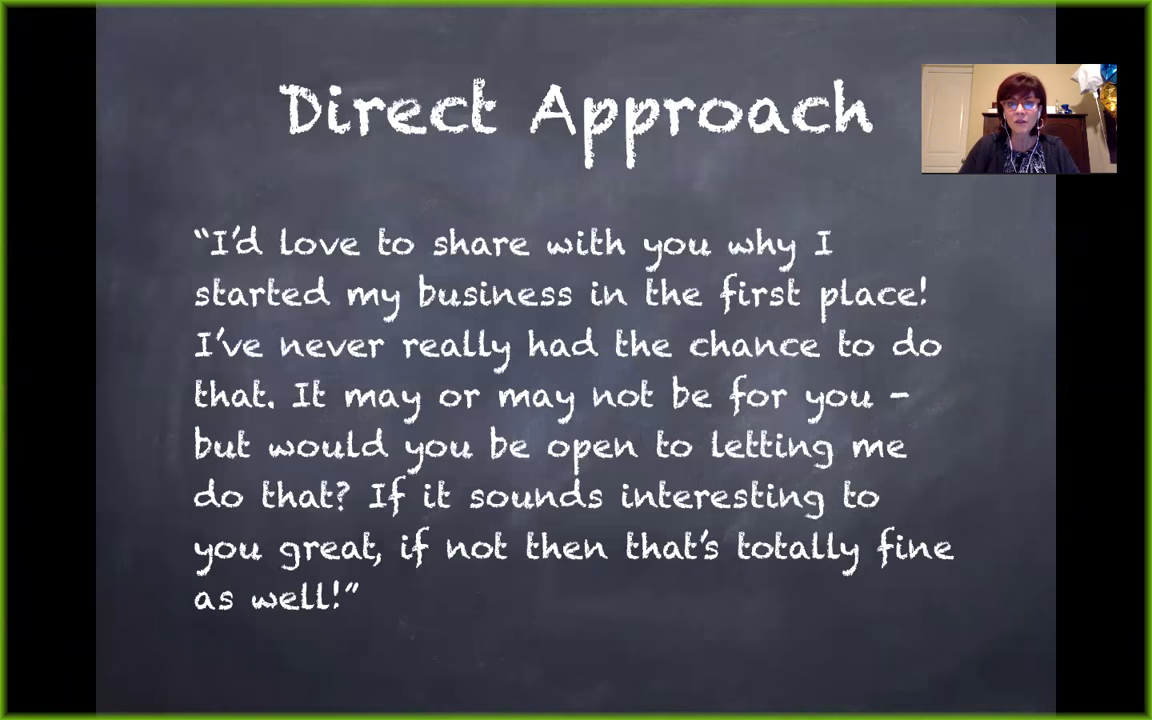 Direct Approach
“I’d love to share with you why I
started my business in the first place!
I’ve never really had the chance to do
that. It may or may not be for you -
but would you be open to letting me
do that? If it sounds interesting to
you great, if not then that’s totally fine
as well!”